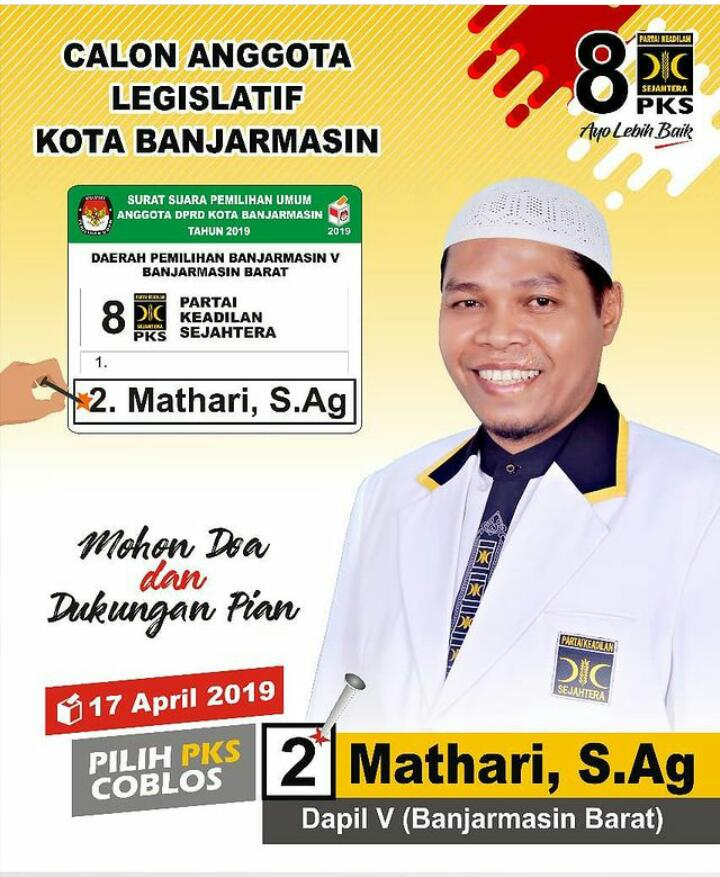 CALON ANGGOTA
LEGISLATIF
KOTA BANJARMASIN
8
PARTAI KEADILAN
SEJAHTERA
PKS
Ayo Lebih Baik
SURAT SUARA PEMILIHAN UMUM
ANGGOTA DPRD KOTA BANJARMASIN
TAHUN 2019
2019
DAERAH PEMILIHAN BANJARMASIN V
BANJARMASIN BARAT
8
PKS
PARTAI
KEADILAN
SEJAHTERA
1.
2. Mathari, S.Ag
Mohon Doa
dan
Dukungan Pian
PARTAI KEADILAN
SEJAHTERA
17 April 2019
PILIH PKS
COBLOS
2
Mathari, S.Ag
Dapil V (Banjarmasin Barat)